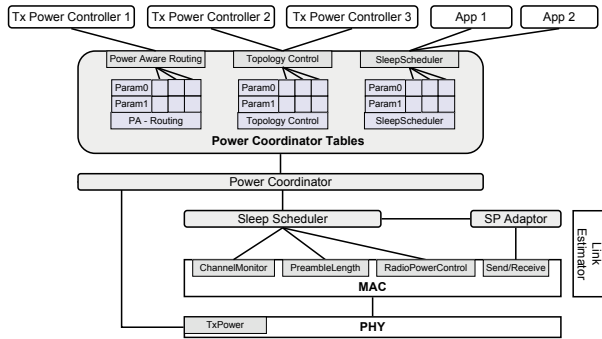 Tx Power Controller 1
Tx Power Controller 2
Tx Power Controller 3
App 1
App 2
Power Aware Routing
Topology Control
SleepScheduler
Param0
Param0
Param0
Param1
Param1
Param1
PA - Routing
Topology Control
SleepScheduler
Power Coordinator Tables
Power Coordinator
Sleep Scheduler
SP Adaptor
Link
Estimator
ChannelMonitor
PreambleLength
RadioPowerControl
Send/Receive
MAC
TxPower
PHY